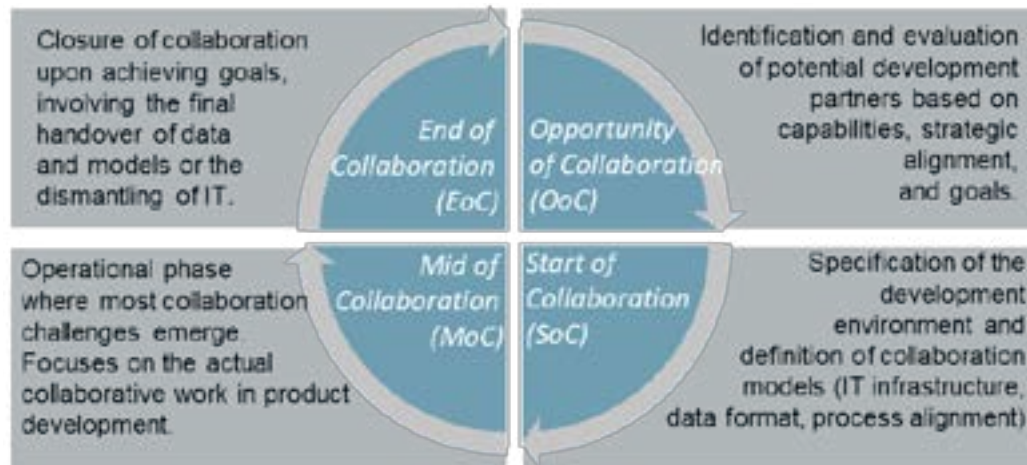 Closure of collaboration
upon achieving goals,
involving the final
handover of data
and models or the
dismantling of IT.
End of
Collaboration
(EoC)
Opportunity
of Collaboration
(OoC)
Identification and evaluation
of potential development
partners based on
capabilities, strategic
alignment,
and goals.
Operational phase
where most collaboration
challenges emerge.
Focuses on the actual
collaborative work in product
development.
Mid of
Collaboration
(MoC)
Start of
Collaboration
(SoC)
Specification of the
development
environment and
definition of collaboration
models (IT infrastructure,
data format, process alignment)